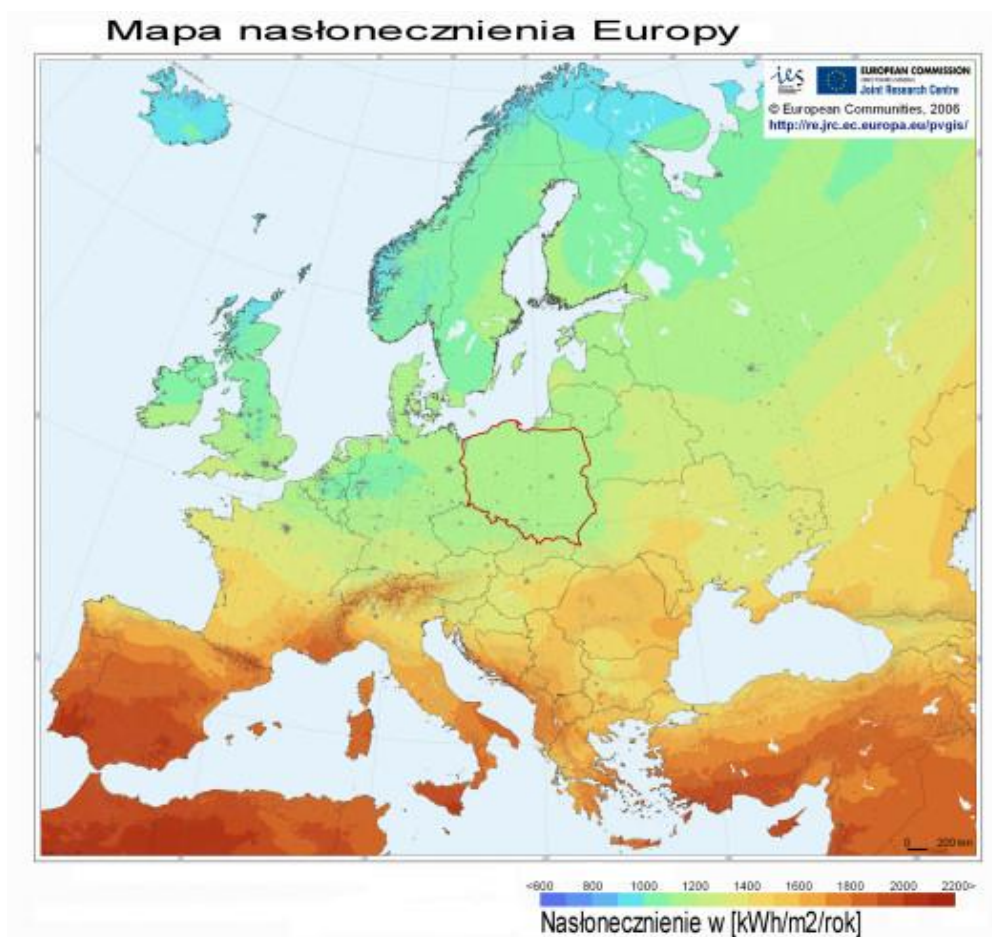 Mapa nasłonecznienia Europy
ies
EUROPEAN COMMISSION
Joint Research Centre
© European Communities, 2006
http://re.jrc.ec.europa.eu/pvgis/
0 200 km
<600 800 1000 1200 1400 1600 1800 2000 2200>
Nasłonecznienie w [kWh/m2/rok]